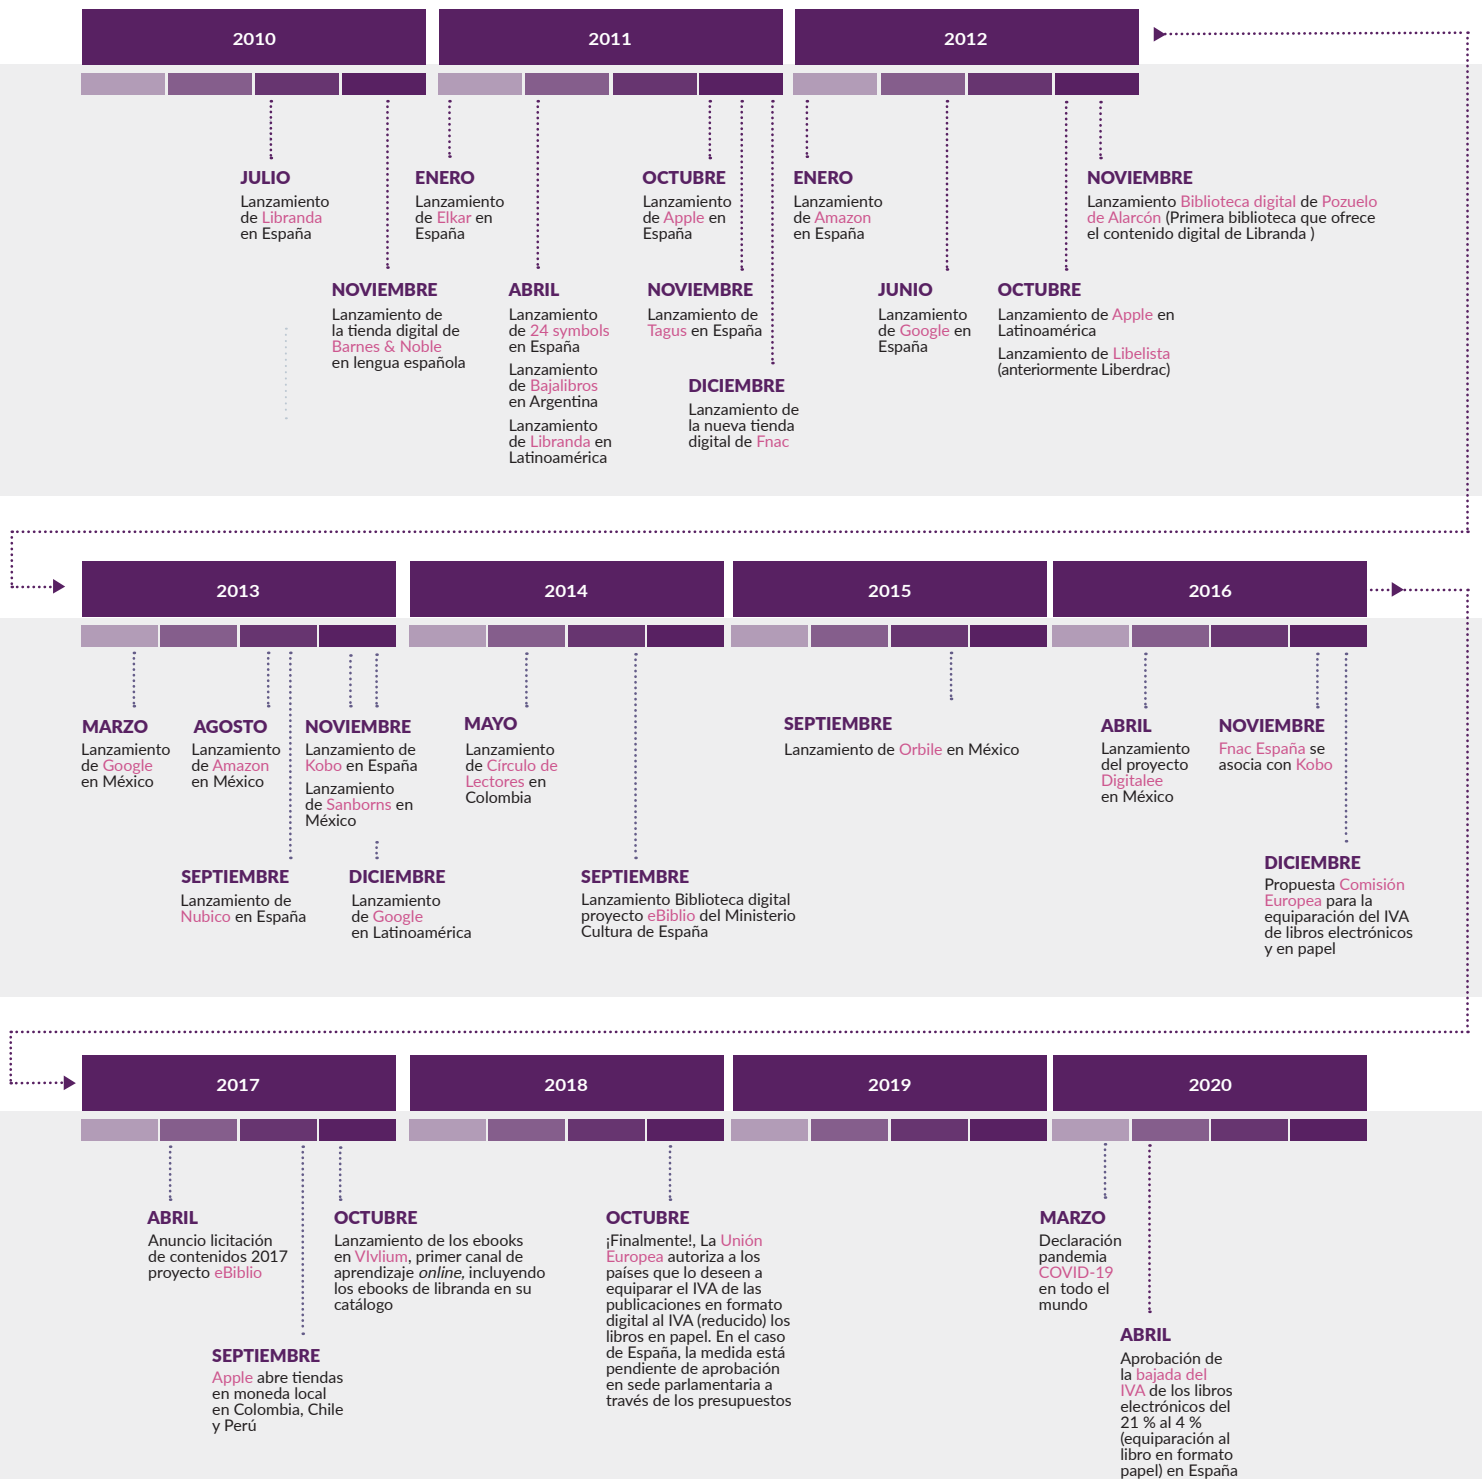 2010
2011
2012
JULIO
Lanzamiento
de Libranda
en España
NOVIEMBRE
Lanzamiento de
la tienda digital de
Barnes & Noble
en lengua española
ENERO
Lanzamiento
de Elkar en
España
ABRIL
Lanzamiento
de 24 symbols
en España
Lanzamiento
de Bajalibros
en Argentina
Lanzamiento
de Libranda en
Latinoamérica
OCTUBRE
Lanzamiento
de Apple en
España
NOVIEMBRE
Lanzamiento de
Tagus en España
DICIEMBRE
Lanzamiento de
la nueva tienda
digital de Fnac
ENERO
Lanzamiento
de Amazon
en España
JUNIO
Lanzamiento
de Google en
España
OCTUBRE
Lanzamiento de Apple en
Latinoamérica
Lanzamiento de Libelista
(anteriormente Liberdrac)
NOVIEMBRE
Lanzamiento Biblioteca digital de Pozuelo
de Alarcón (Primera biblioteca que ofrece
el contenido digital de Libranda )
2013
2014
2015
2016
MARZO
Lanzamiento
de Google
en México
AGOSTO
Lanzamiento
de Amazon
en México
SEPTIEMBRE
Lanzamiento de
Nubico en España
NOVIEMBRE
Lanzamiento de
Kobo en España
Lanzamiento
de Sanborns en
México
DICIEMBRE
Lanzamiento
de Google
en Latinoamérica
MAYO
Lanzamiento
de Círculo de
Lectores en
Colombia
SEPTIEMBRE
Lanzamiento Biblioteca digital
proyecto eBiblio del Ministerio
Cultura de España
SEPTIEMBRE
Lanzamiento de Orbile en México
ABRIL
Lanzamiento
del proyecto
Digitalee
en México
NOVIEMBRE
Fnac España se
asocia con Kobo
DICIEMBRE
Propuesta Comisión
Europea para la
equiparación del IVA
de libros electrónicos
y en papel
2017
2018
2019
2020
ABRIL
Anuncio licitación
de contenidos 2017
proyecto eBiblio
SEPTIEMBRE
Apple abre tiendas
en moneda local
en Colombia, Chile
y Perú
OCTUBRE
Lanzamiento de los ebooks
en VIvlium, primer canal de
aprendizaje online, incluyendo
los ebooks de libranda en su
catálogo
OCTUBRE
¡Finalmente!, La Unión
Europea autoriza a los
países que lo deseen a
equiparar el IVA de las
publicaciones en formato
digital al IVA (reducido) los
libros en papel. En el caso
de España, la medida está
pendiente de aprobación
en sede parlamentaria a
través de los presupuestos
MARZO
Declaración
pandemia
COVID-19
en todo el
mundo
ABRIL
Aprobación de
la bajada del
IVA de los libros
electrónicos del
21 % al 4 %
(equiparación al
libro en formato
papel) en España